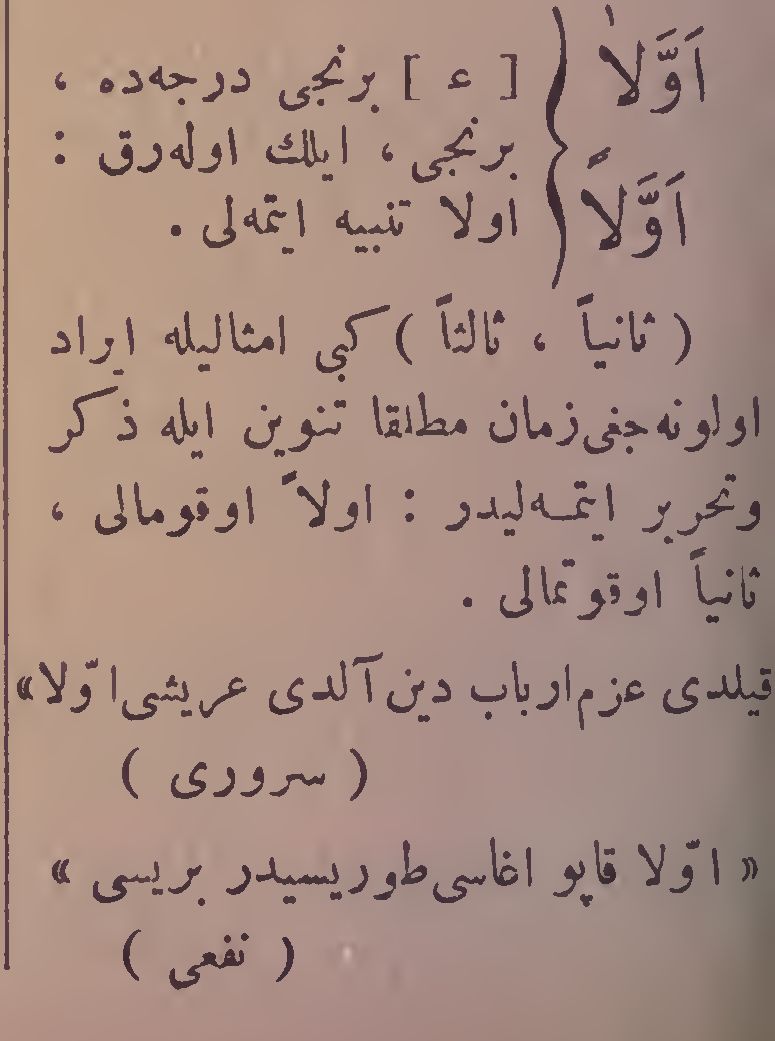 اَوَّلاٰ [ ع ] برنجی درجه‌ده ،
برنجی ، ایلك اوله‌رق :
اَوَّلاً اولا تنبیه ایتمه‌لی .
( ثانیاً ، ثالثاً ) کبی امثالیله ایراد
اولونه‌جغی زمان مطلقا تنوین ایله ذکر
وتحریر ایتمه‌لیدر : اولاً اوقومالی ،
ثانیاً اوقوتمالی .
قیلدی عزم ارباب دین آلدی عریشی اوّلا»
( سروری )
« اوّلا قاپو اغاسی طوریسیدر بریسی »
( نفعی )